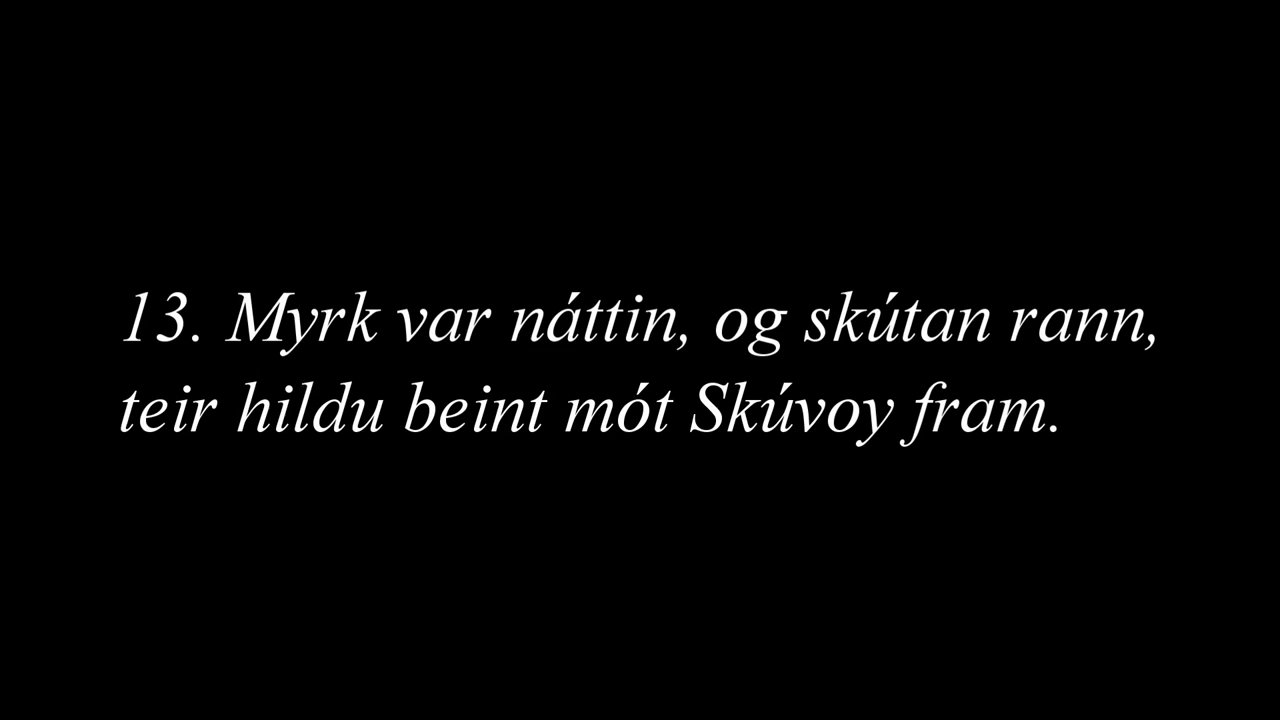 13. Myrk var náttin, og skútan rann,
teir hildu beint mót Skúvoy fram.